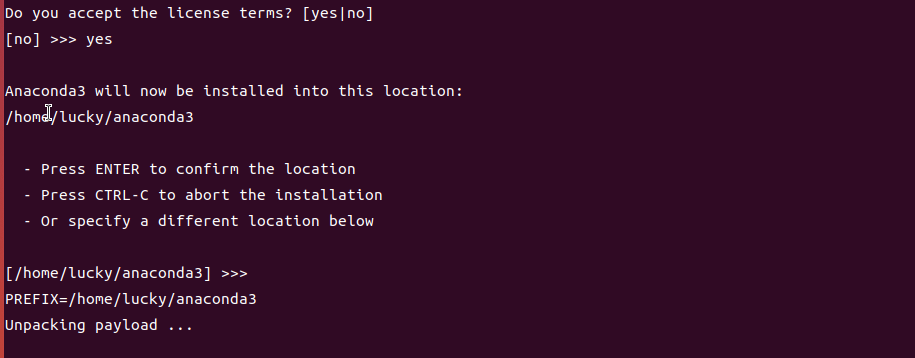 Do you accept the license terms? [yes|no]
[no] >>> yes
Anaconda3 will now be installed into this location:
/home/lucky/anaconda3
- Press ENTER to confirm the location
- Press CTRL-C to abort the installation
- Or specify a different location below
[/home/lucky/anaconda3] >>>
PREFIX=/home/lucky/anaconda3
Unpacking payload ...